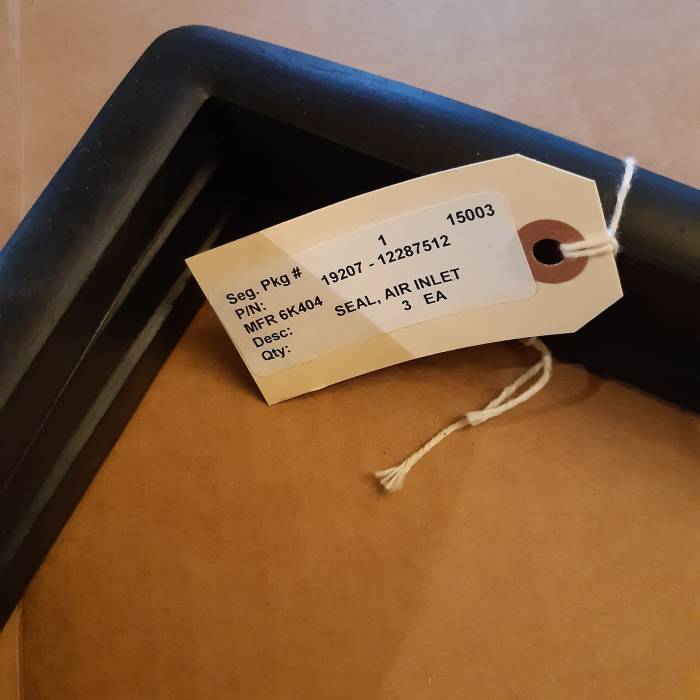 Seg. Pkg # 1 15003
P/N: 19207 - 12287512
MFR 6K404
Desc: SEAL, AIR INLET
Qty: 3 EA